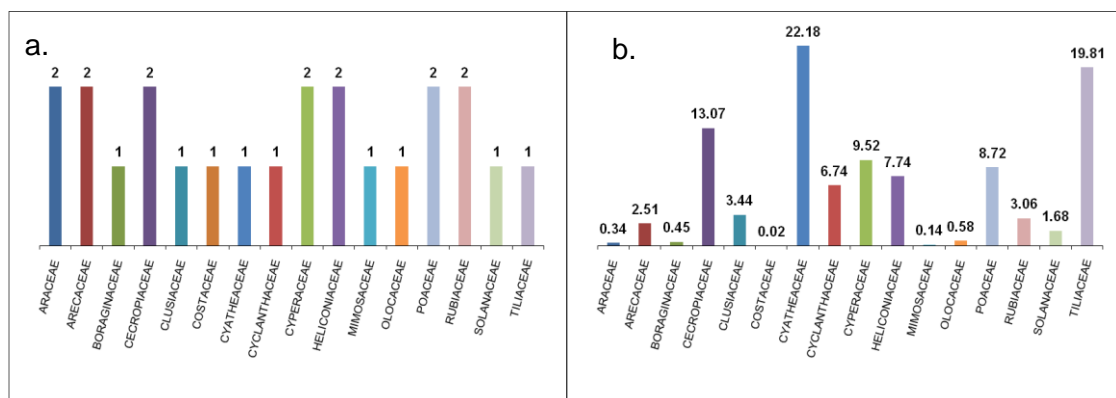 a.
2 2 1 2 1 1 1 1 2 2 1 1 2 2 1 1
ARACEAE
ARECACEAE
BORAGINACEAE
CECROPIACEAE
CLUSIACEAE
COSTACEAE
CYATHEACEAE
CYCLANTHACEAE
CYPERACEAE
HELICONIACEAE
MIMOSACEAE
OLOCACEAE
POACEAE
RUBIACEAE
SOLANACEAE
TILIACEAE
b.
0.34
2.51
0.45
13.07
3.44
0.02
22.18
6.74
9.52
7.74
0.14
0.58
8.72
3.06
1.68
19.81
ARACEAE
ARECACEAE
BORAGINACEAE
CECROPIACEAE
CLUSIACEAE
COSTACEAE
CYATHEACEAE
CYCLANTHACEAE
CYPERACEAE
HELICONIACEAE
MIMOSACEAE
OLOCACEAE
POACEAE
RUBIACEAE
SOLANACEAE
TILIACEAE